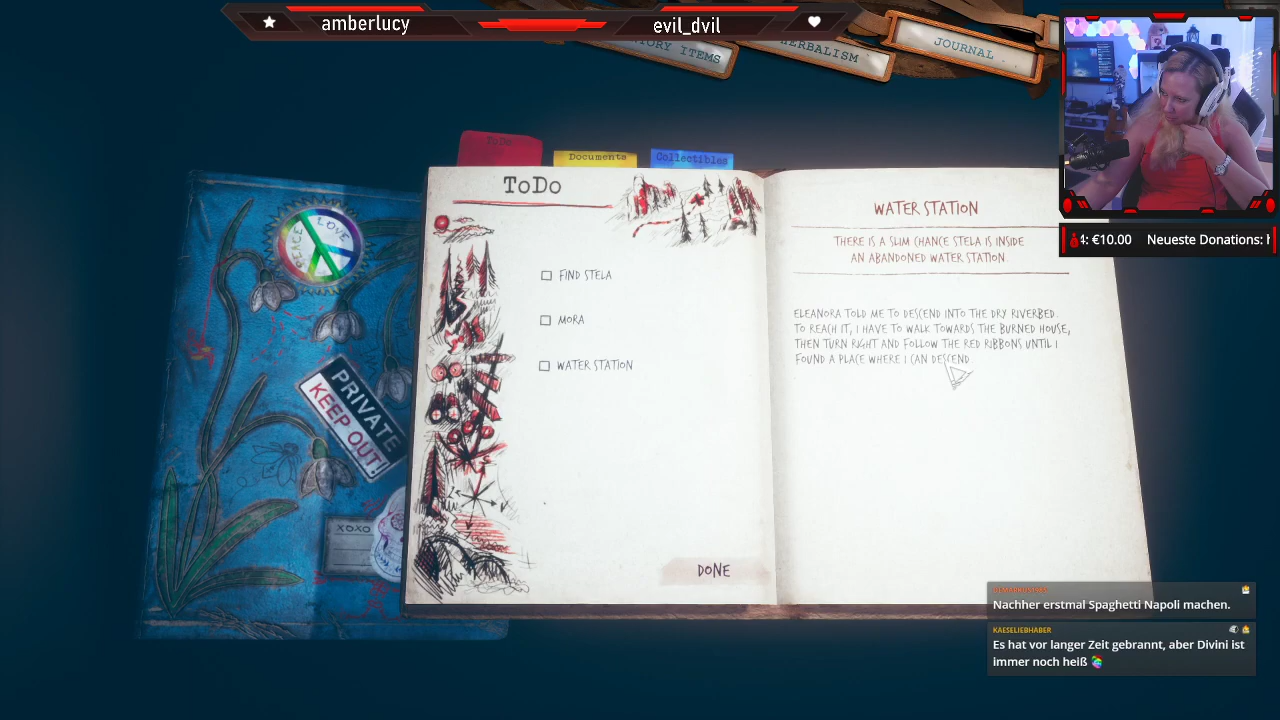 amberlucy
evil_dvil
ITEMS
HERBALISM
JOURNAL
4: €10.00 Neueste Donations:
ToDo
Documents
Collectibles
ToDo
FIND STELA
MORA
WATER STATION
DONE
WATER STATION
THERE IS A SLIM CHANCE STELA IS INSIDE
AN ABANDONED WATER STATION.
ELEANORA TOLD ME TO DESCEND INTO THE DRY RIVERBED.
TO REACH IT, I HAVE TO WALK TOWARDS THE BURNED HOUSE,
THEN TURN RIGHT AND FOLLOW THE RED RIBBONS UNTIL I
FOUND A PLACE WHERE I CAN DESCEND.
PEACE LOVE
PRIVATE
KEEP OUT!
XOXO
Nachher erstmal Spaghetti Napoli machen.
KAESELIEBHABER
Es hat vor langer Zeit gebrannt, aber Divini ist
immer noch heiß